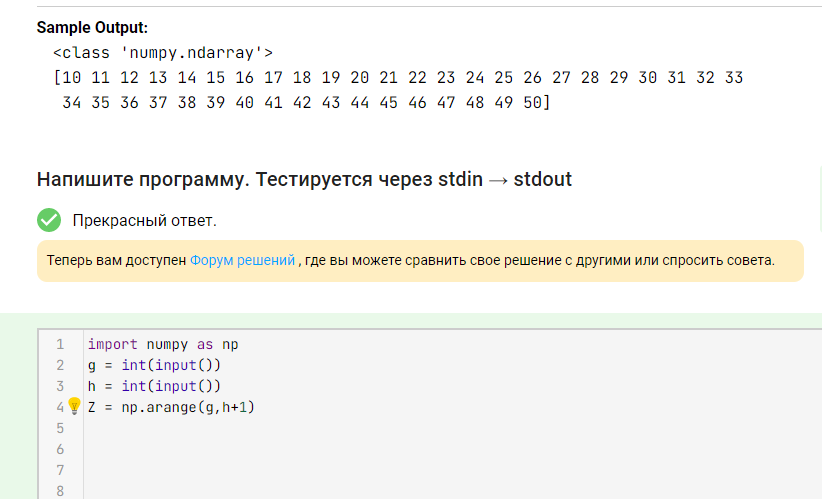 Sample Output:
<class 'numpy.ndarray'>
[10 11 12 13 14 15 16 17 18 19 20 21 22 23 24 25 26 27 28 29 30 31 32 33
34 35 36 37 38 39 40 41 42 43 44 45 46 47 48 49 50]
Напишите программу. Тестируется через stdin → stdout
Прекрасный ответ.
Теперь вам доступен Форум решений , где вы можете сравнить свое решение с другими или спросить совета.
1 import numpy as np
2 g = int(input())
3 h = int(input())
4 Z = np.arange(g,h+1)
5
6
7
8